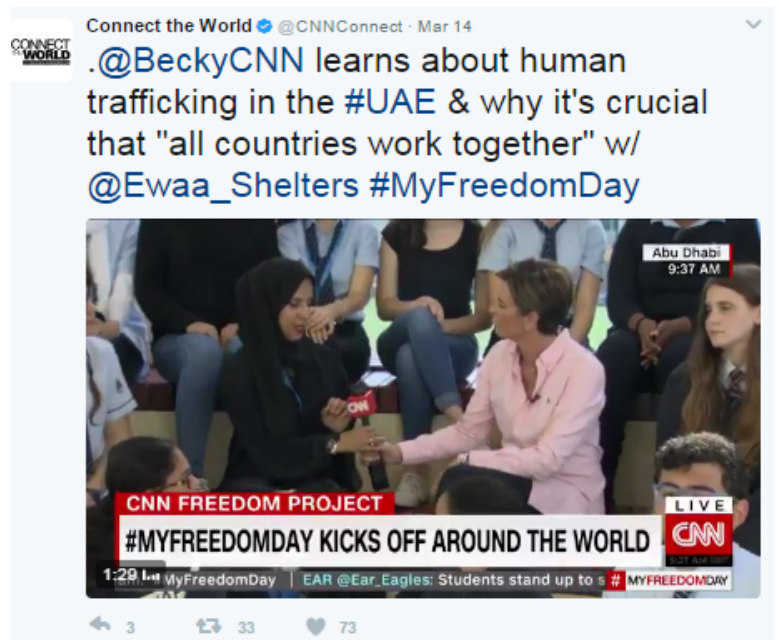 CONNECT
THE WORLD
Connect the World @CNNConnect · Mar 14
.@BeckyCNN learns about human
trafficking in the #UAE & why it's crucial
that "all countries work together" w/
@Ewaa_Shelters #MyFreedomDay
Abu Dhabi
9:37 AM
CNN
CNN FREEDOM PROJECT
#MYFREEDOMDAY KICKS OFF AROUND THE WORLD
LIVE
CNN
1:29
MyFreedomDay | EAR @Ear_Eagles: Students stand up to s # MYFREEDOMDAY
3 33 73